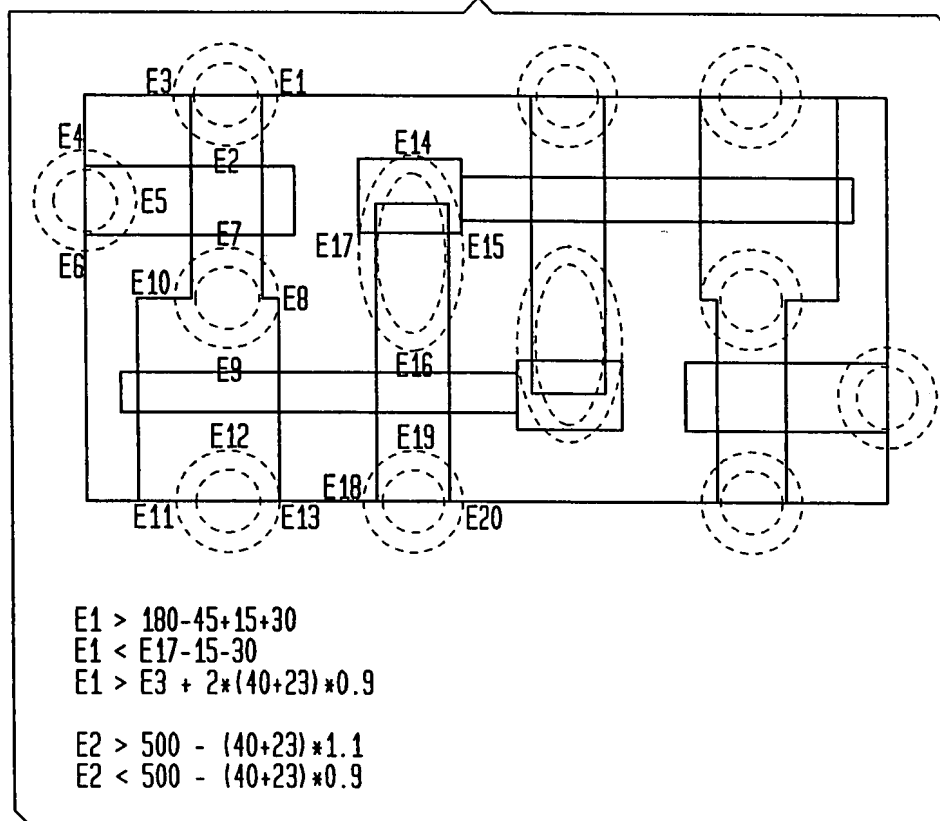 E3 E1
E4 E14
E2
E5
E7 E17 E15
E6
E10 E8
E9 E16
E12 E19
E18
E11 E13 E20
E1 > 180-45+15+30
E1 < E17-15-30
E1 > E3 + 2*(40+23)*0.9
E2 > 500 - (40+23)*1.1
E2 < 500 - (40+23)*0.9